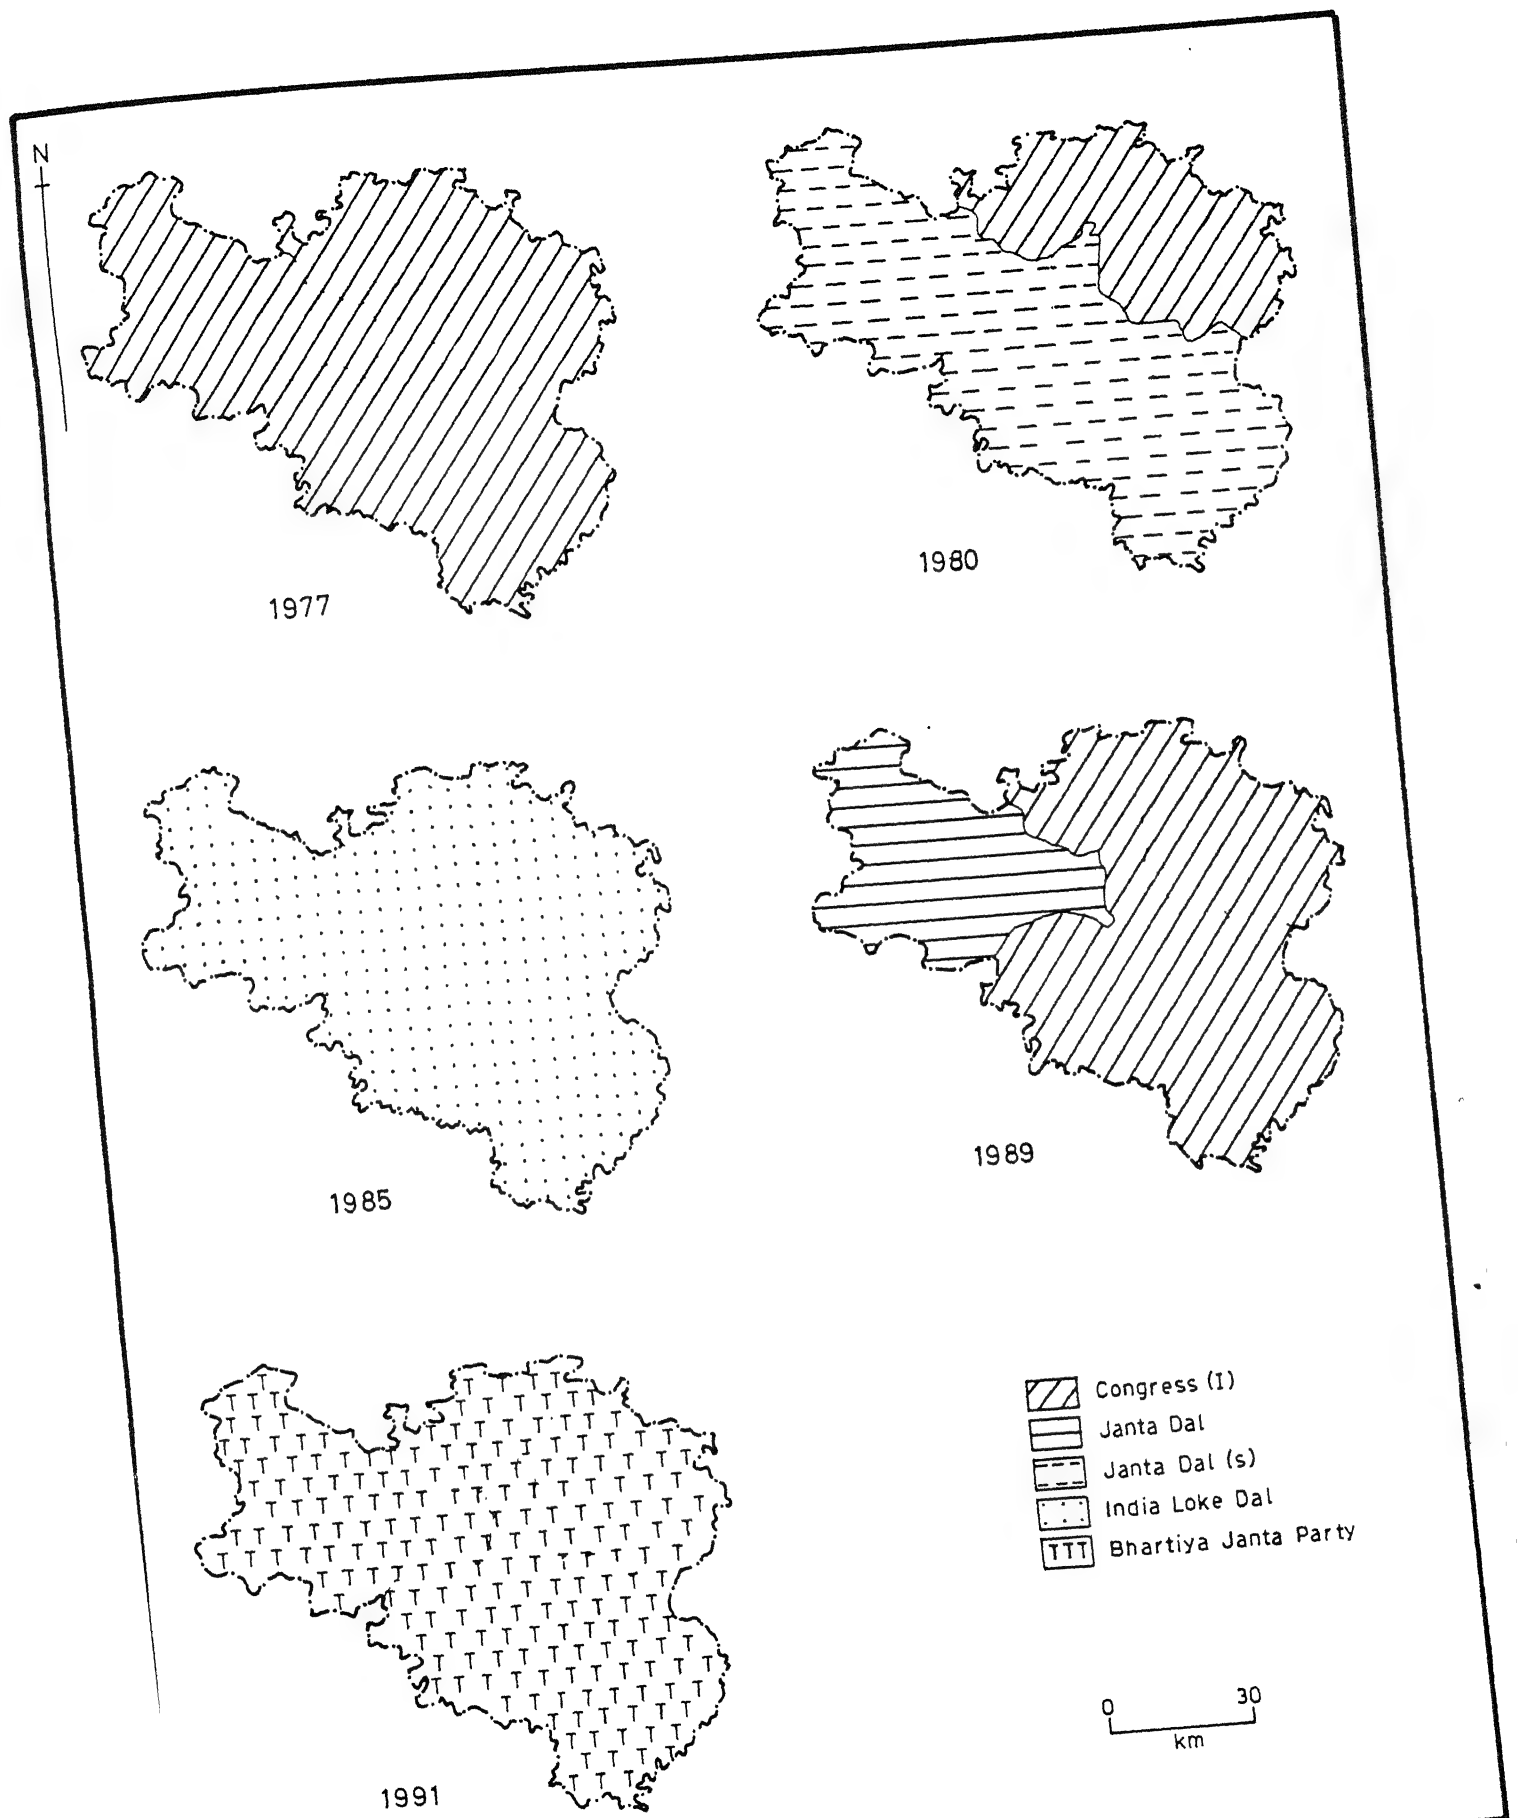 N
1977
1980
1985
1989
1991
Congress (I)
Janta Dal
Janta Dal (s)
India Loke Dal
TTT Bhartiya Janta Party
0 30
km